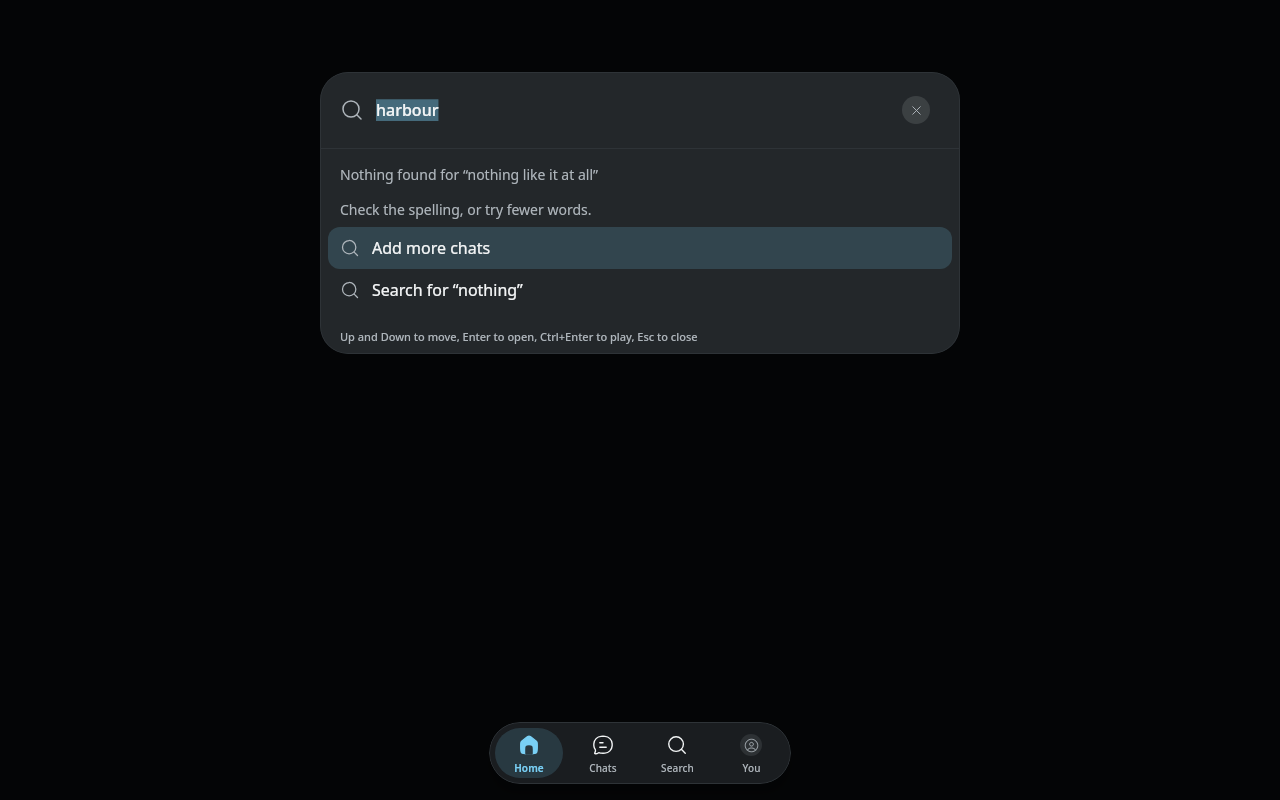 harbour
Nothing found for “nothing like it at all”
Check the spelling, or try fewer words.
Add more chats
Search for “nothing”
Up and Down to move, Enter to open, Ctrl+Enter to play, Esc to close
Home
Chats
Search
You